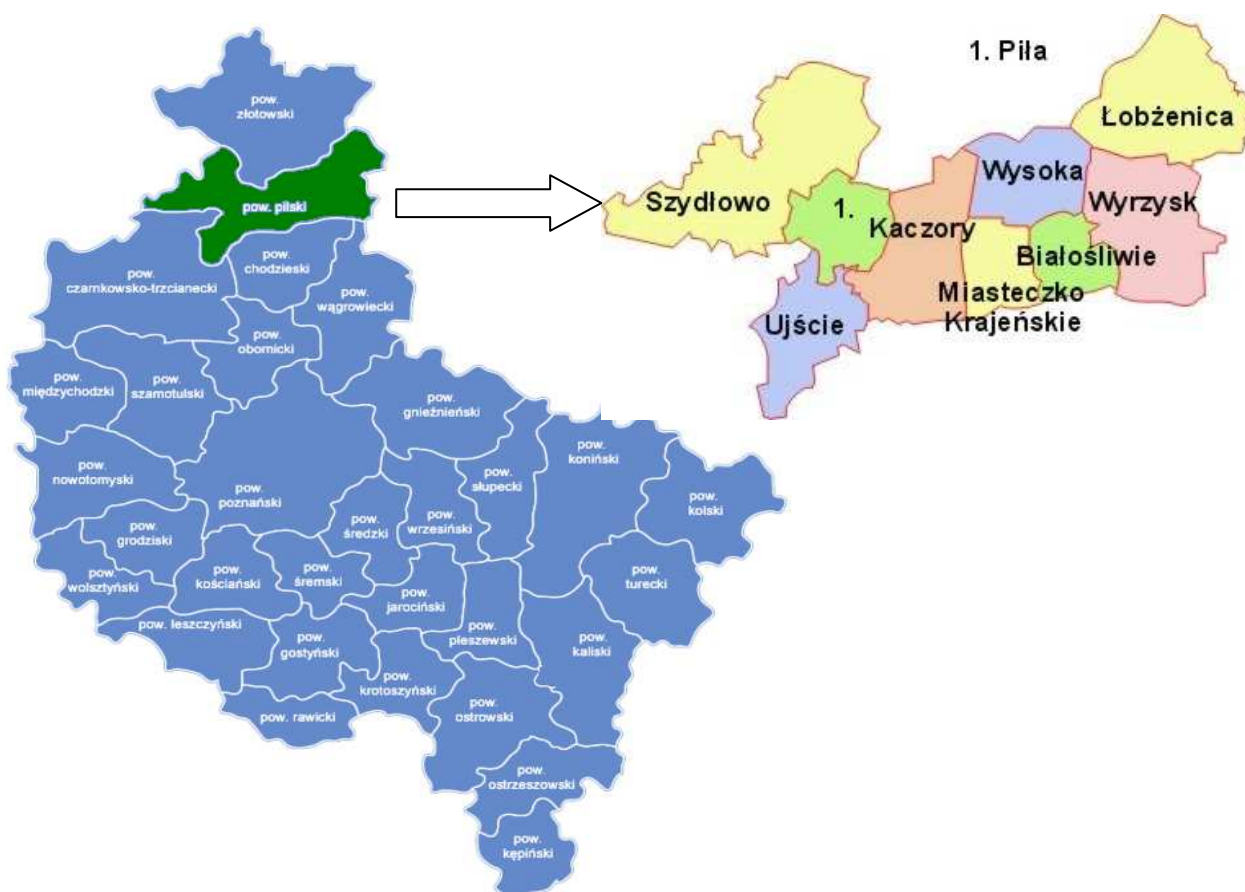 pow.
złotowski
pow. pilski
pow.
chodzieski
pow.
czarnkowsko-trzcianecki
pow.
wągrowiecki
pow.
obornicki
pow.
międzychodzki
pow.
szamotulski
pow.
gnieźnieński
pow.
nowotomyski
pow.
poznański
pow.
słupecki
pow.
koniński
pow.
kolski
pow.
grodziski
pow.
średzki
pow.
wrzesiński
pow.
wolsztyński
pow.
kościański
pow.
śremski
pow.
jarociński
pow.
turecki
pow. leszczyński
pow.
gostyński
pow.
pleszewski
pow.
kaliski
pow.
krotoszyński
pow. rawicki
pow.
ostrowski
pow.
ostrzeszowski
pow.
kępiński
1. Piła
Łobżenica
Wysoka
Szydłowo
1.
Kaczory
Wyrzysk
Białośliwie
Miasteczko
Krajeńskie
Ujście